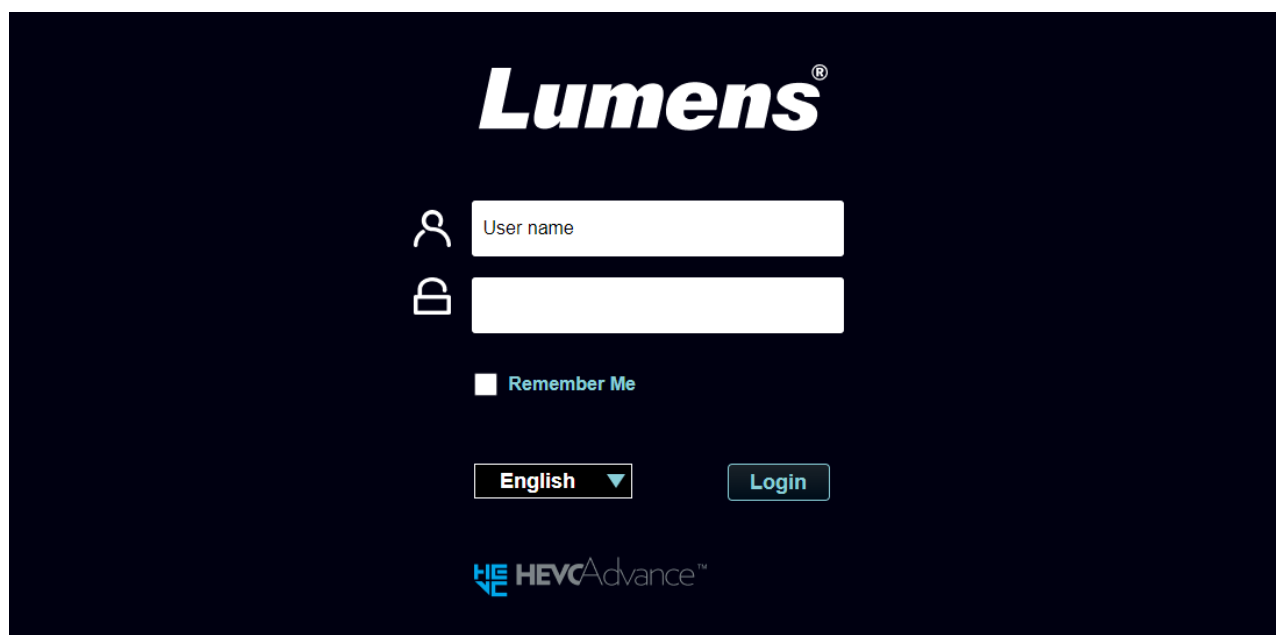 Lumens®
User name
Remember Me
English
Login
HEVCAdvance™